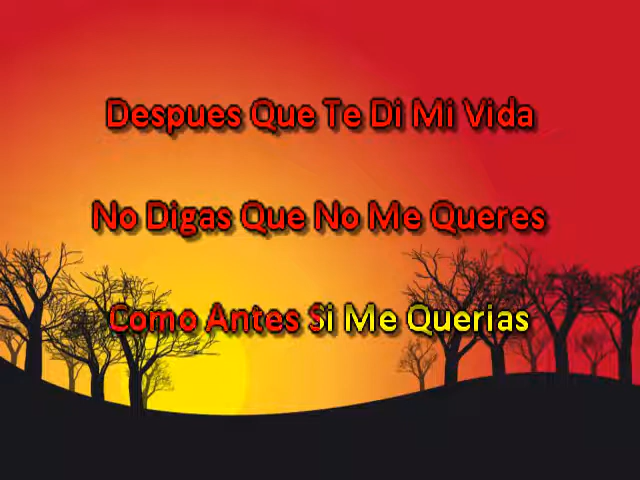 Despues Que Te Di Mi Vida
No Digas Que No Me Queres
Como Antes Si Me Querias